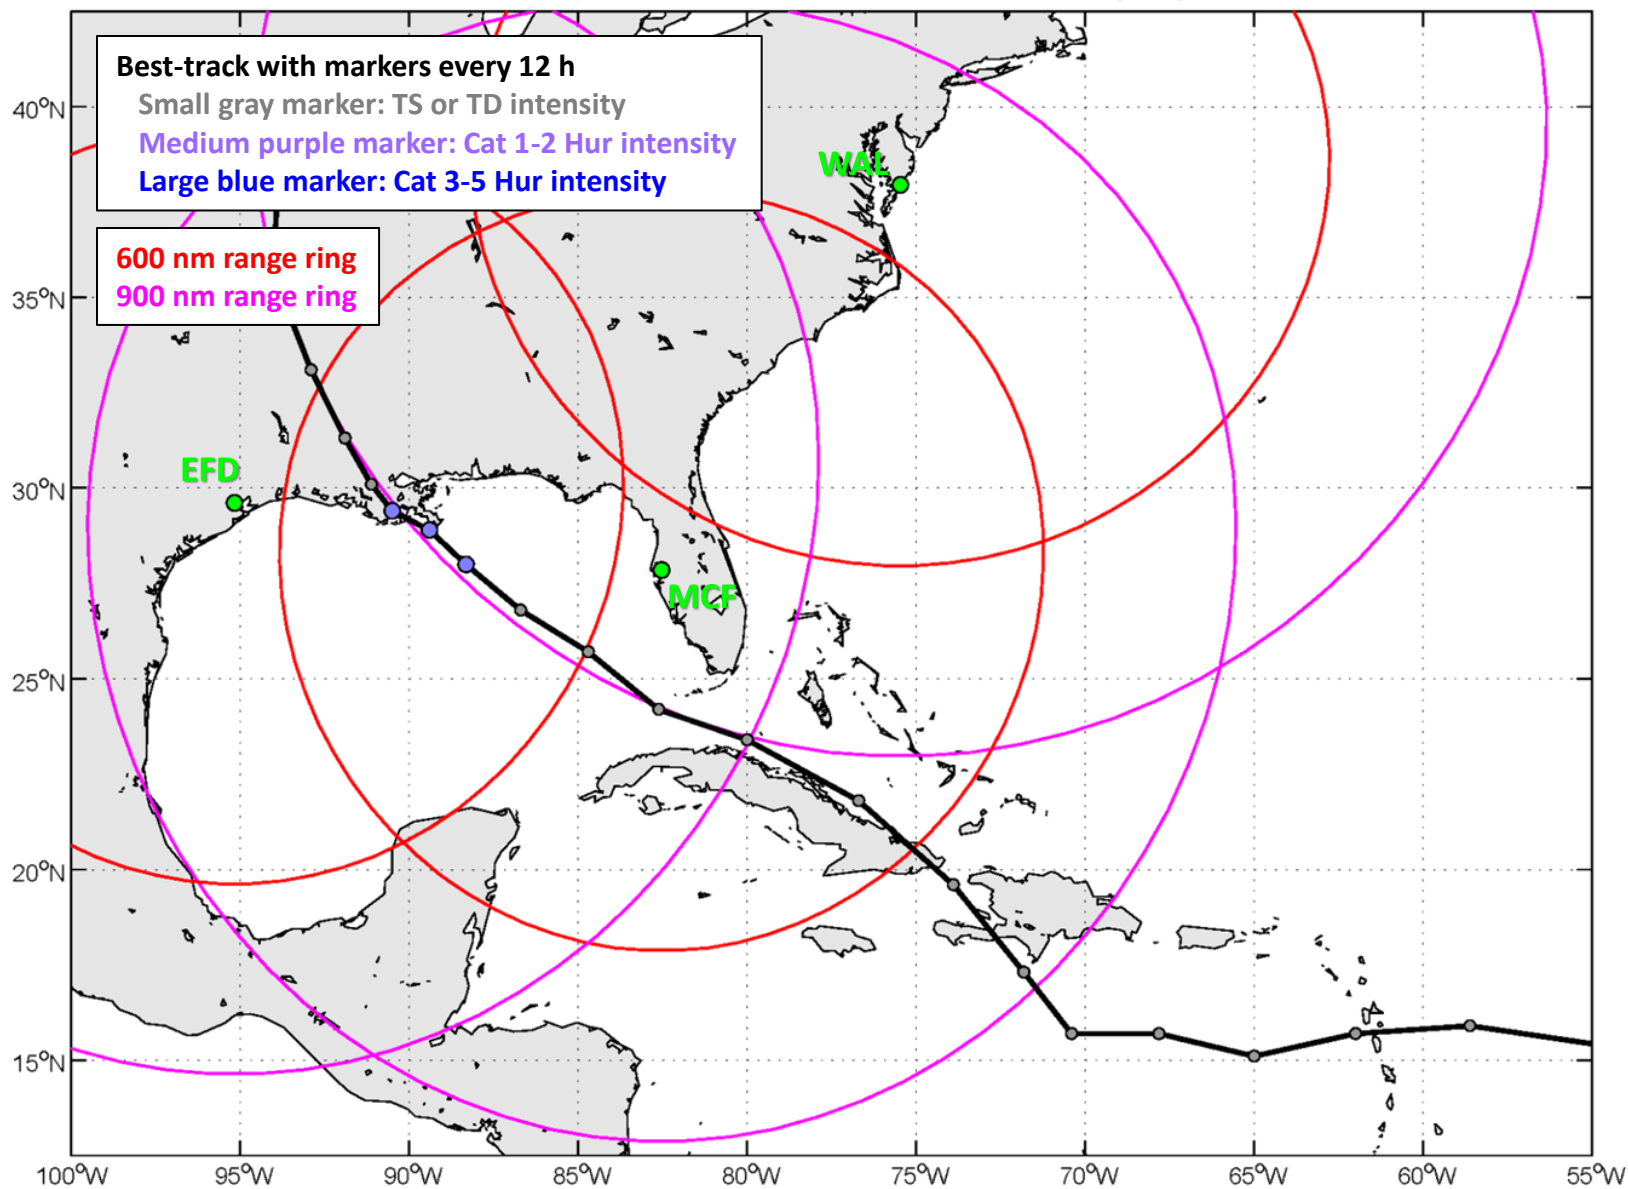 Best-track with markers every 12 h
Small gray marker: TS or TD intensity
Medium purple marker: Cat 1-2 Hur intensity
Large blue marker: Cat 3-5 Hur intensity
600 nm range ring
900 nm range ring
WAL
EFD
MCF
40°N
35°N
30°N
25°N
20°N
15°N
100°W
95°W
90°W
85°W
80°W
75°W
70°W
65°W
60°W
55°W